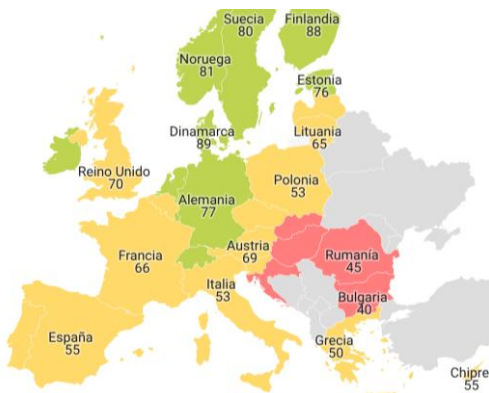 Suecia
80
Finlandia
88
Noruega
81
Estonia
76
Dinamarca
89
Lituania
65
Reino Unido
70
Polonia
53
Alemania
77
Austria
69
Francia
66
Rumanía
45
Italia
53
Bulgaria
40
España
55
Grecia
50
Chipre
55